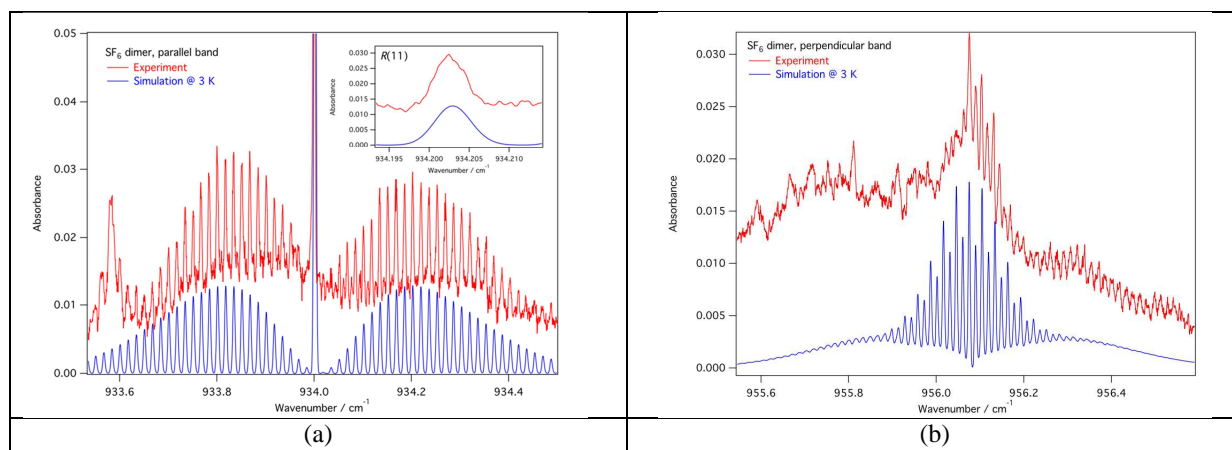 0.05
0.04
0.03
0.02
0.01
0.00
Absorbance
SF6 dimer, parallel band
Experiment
Simulation @ 3 K
R(11)
0.030
0.025
0.020
0.015
0.010
0.005
0.000
Absorbance
934.195 934.200 934.205 934.210
Wavenumber / cm-1
933.6 933.8 934.0 934.2 934.4
Wavenumber / cm-1
(a)
0.030
0.025
0.020
0.015
0.010
0.005
0.000
Absorbance
SF6 dimer, perpendicular band
Experiment
Simulation @ 3 K
955.6 955.8 956.0 956.2 956.4
Wavenumber / cm-1
(b)